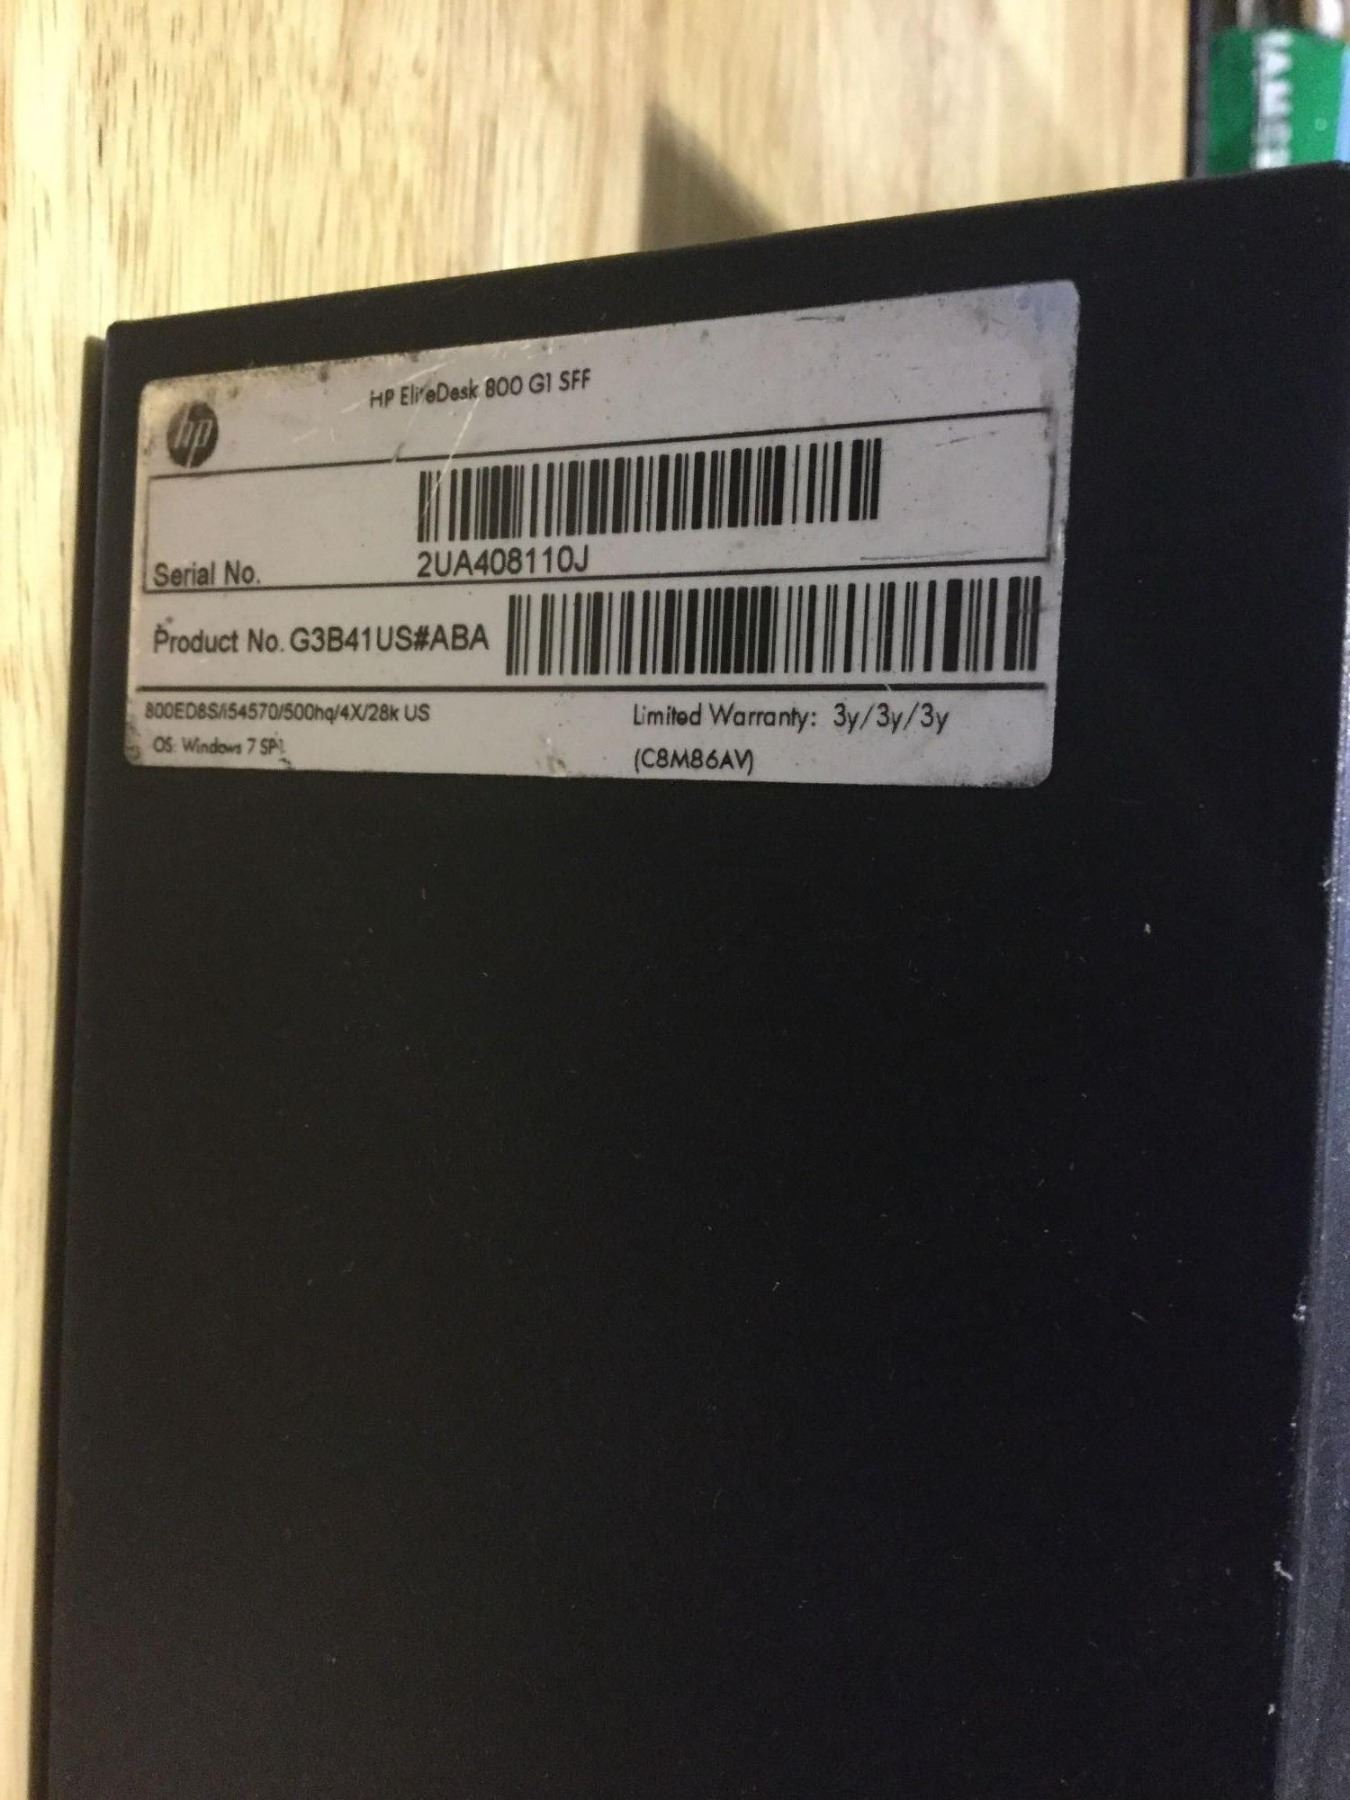 HP EliteDesk 800 G1 SFF
hp
Serial No. 2UA408110J
Product No. G3B41US#ABA
800ED8S/i54570/500hq/4X/28k US
OS: Windows 7 SP1
Limited Warranty: 3y/3y/3y
(C8M86AV)